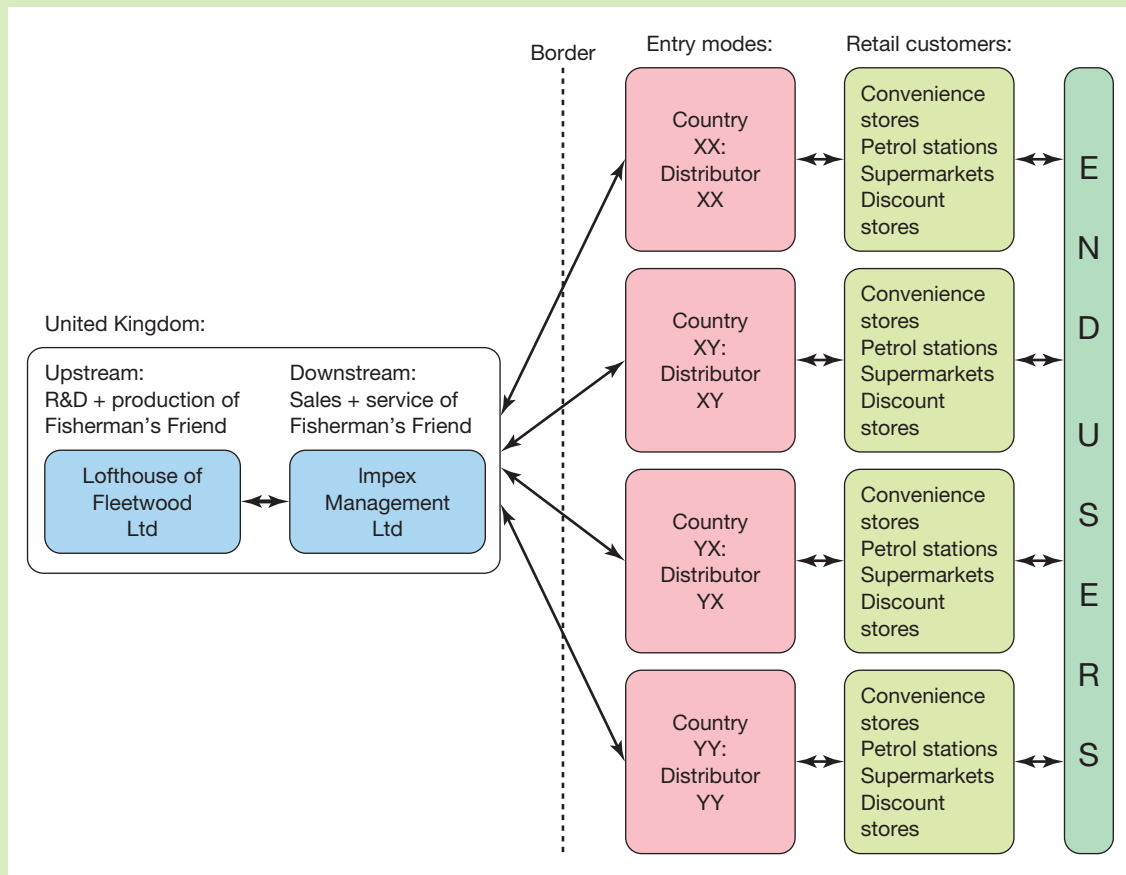 Border
Entry modes:
Retail customers:
United Kingdom:
Upstream:
R&D + production of
Fisherman's Friend
Downstream:
Sales + service of
Fisherman's Friend
Lofthouse of
Fleetwood
Ltd
Impex
Management
Ltd
Country
XX:
Distributor
XX
Convenience
stores
Petrol stations
Supermarkets
Discount
stores
Country
XY:
Distributor
XY
Convenience
stores
Petrol stations
Supermarkets
Discount
stores
Country
YX:
Distributor
YX
Convenience
stores
Petrol stations
Supermarkets
Discount
stores
Country
YY:
Distributor
YY
Convenience
stores
Petrol stations
Supermarkets
Discount
stores
END USERS